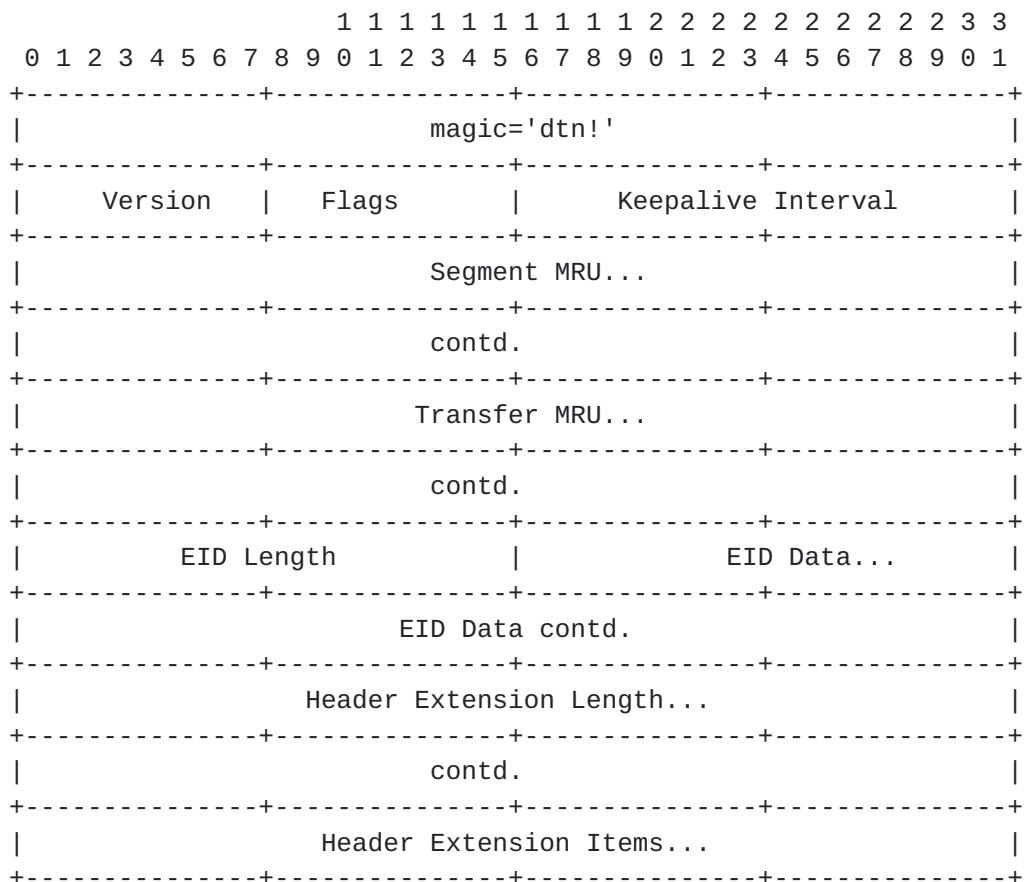 1 1 1 1 1 1 1 1 1 1 2 2 2 2 2 2 2 2 2 2 3 3
 0 1 2 3 4 5 6 7 8 9 0 1 2 3 4 5 6 7 8 9 0 1 2 3 4 5 6 7 8 9 0 1
+---------------+---------------+---------------+---------------+
|                          magic='dtn!'                         |
+---------------+---------------+---------------+---------------+
|     Version   |   Flags       |      Keepalive Interval       |
+---------------+---------------+---------------+---------------+
|                          Segment MRU...                       |
+---------------+---------------+---------------+---------------+
|                          contd.                               |
+---------------+---------------+---------------+---------------+
|                         Transfer MRU...                       |
+---------------+---------------+---------------+---------------+
|                          contd.                               |
+---------------+---------------+---------------+---------------+
|          EID Length           |             EID Data...       |
+---------------+---------------+---------------+---------------+
|                        EID Data contd.                        |
+---------------+---------------+---------------+---------------+
|                  Header Extension Length...                   |
+---------------+---------------+---------------+---------------+
|                          contd.                               |
+---------------+---------------+---------------+---------------+
|                   Header Extension Items...                   |
+---------------+---------------+---------------+---------------+